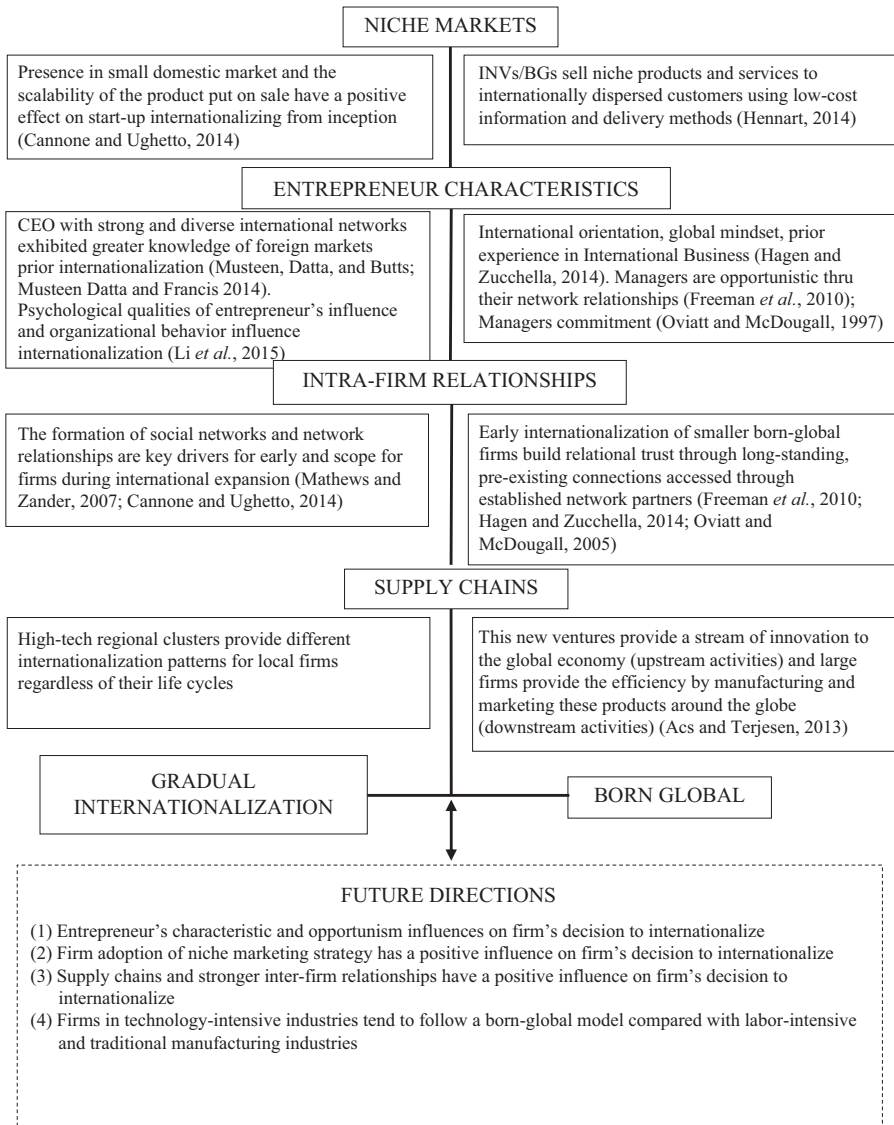 NICHE MARKETS
Presence in small domestic market and the
scalability of the product put on sale have a positive
effect on start-up internationalizing from inception
(Cannone and Ughetto, 2014)
INVs/BGs sell niche products and services to
internationally dispersed customers using low-cost
information and delivery methods (Hennart, 2014)
ENTREPRENEUR CHARACTERISTICS
CEO with strong and diverse international networks
exhibited greater knowledge of foreign markets
prior internationalization (Musteen, Datta, and Butts;
Musteen Datta and Francis 2014).
Psychological qualities of entrepreneur's influence
and organizational behavior influence
internationalization (Li et al., 2015)
International orientation, global mindset, prior
experience in International Business (Hagen and
Zucchella, 2014). Managers are opportunistic thru
their network relationships (Freeman et al., 2010);
Managers commitment (Oviatt and McDougall, 1997)
INTRA-FIRM RELATIONSHIPS
The formation of social networks and network
relationships are key drivers for early and scope for
firms during international expansion (Mathews and
Zander, 2007; Cannone and Ughetto, 2014)
Early internationalization of smaller born-global
firms build relational trust through long-standing,
pre-existing connections accessed through
established network partners (Freeman et al., 2010;
Hagen and Zucchella, 2014; Oviatt and
McDougall, 2005)
SUPPLY CHAINS
High-tech regional clusters provide different
internationalization patterns for local firms
regardless of their life cycles
This new ventures provide a stream of innovation to
the global economy (upstream activities) and large
firms provide the efficiency by manufacturing and
marketing these products around the globe
(downstream activities) (Acs and Terjesen, 2013)
GRADUAL
INTERNATIONALIZATION
BORN GLOBAL
FUTURE DIRECTIONS
(1) Entrepreneur's characteristic and opportunism influences on firm's decision to internationalize
(2) Firm adoption of niche marketing strategy has a positive influence on firm's decision to internationalize
(3) Supply chains and stronger inter-firm relationships have a positive influence on firm's decision to
internationalize
(4) Firms in technology-intensive industries tend to follow a born-global model compared with labor-intensive
and traditional manufacturing industries